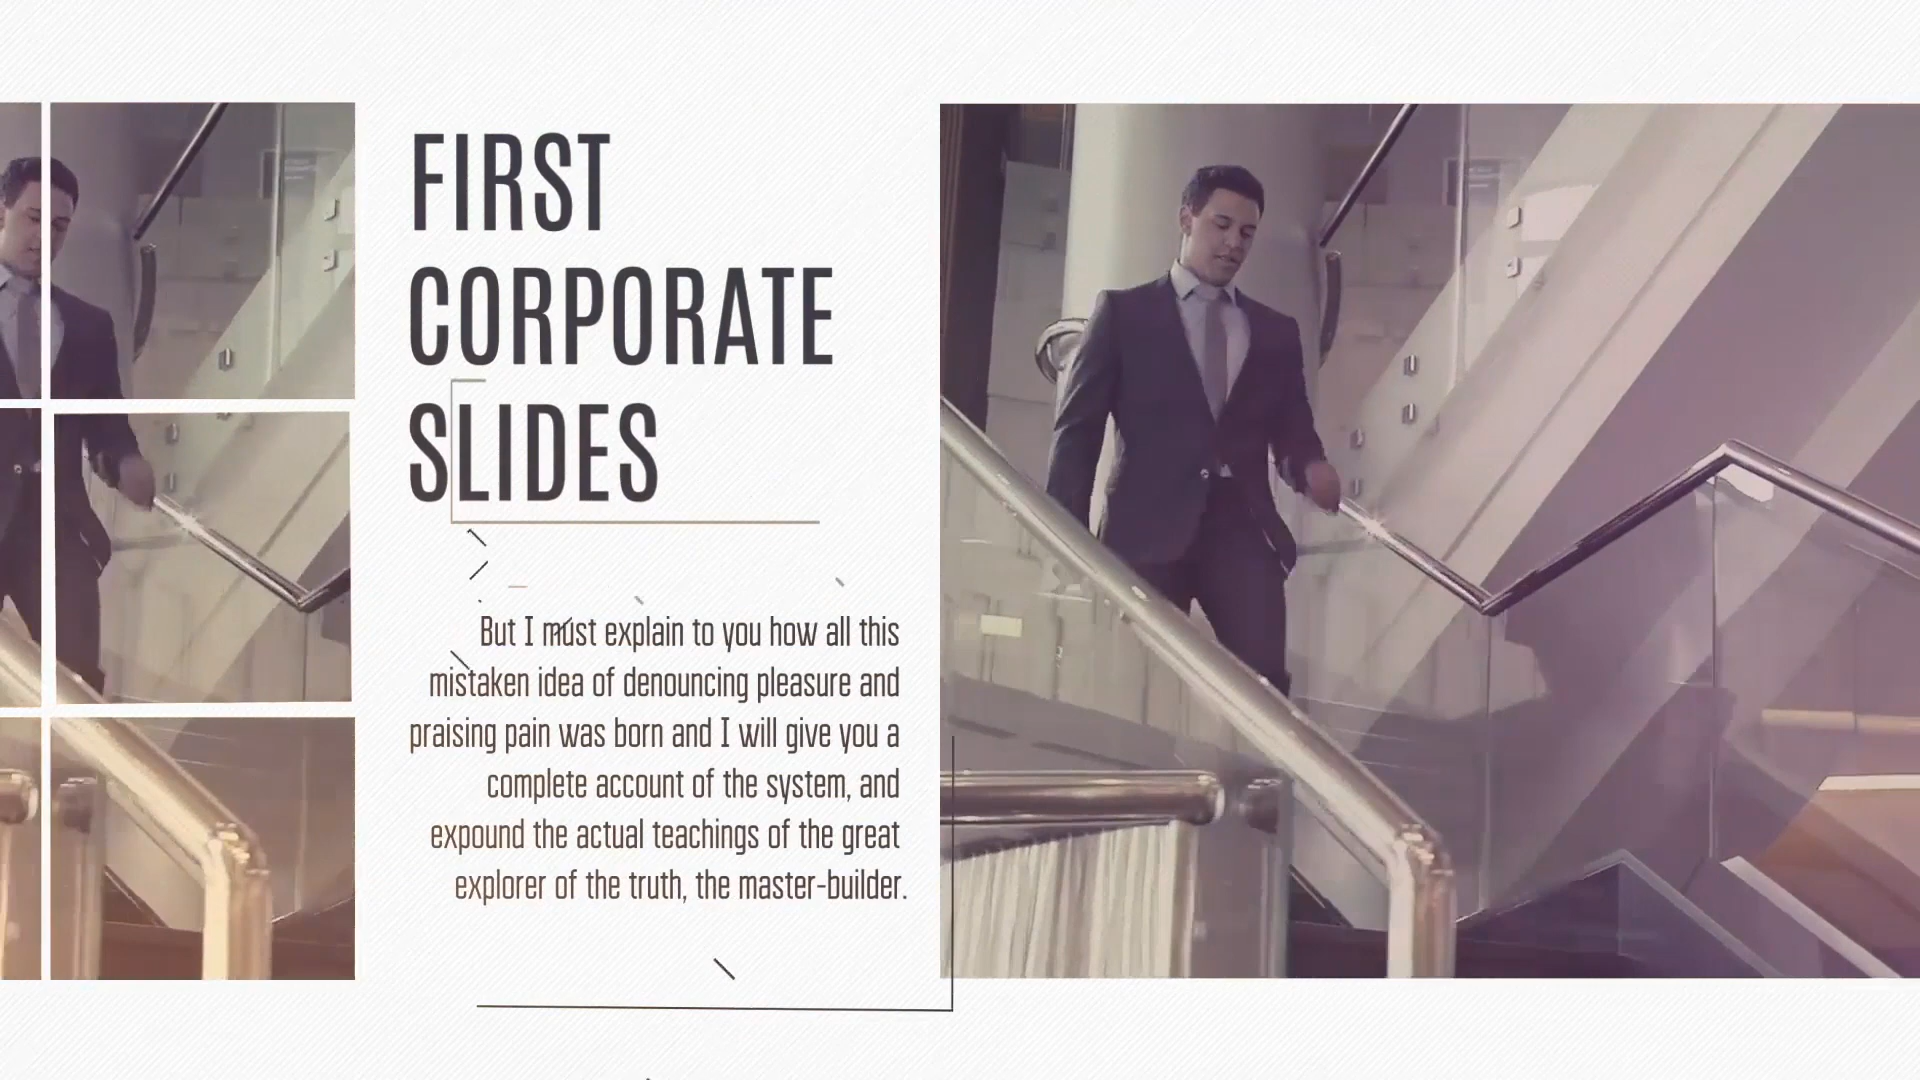 FIRST
CORPORATE
SLIDES
But I must explain to you how all this
mistaken idea of denouncing pleasure and
praising pain was born and I will give you a
complete account of the system, and
expound the actual teachings of the great
explorer of the truth, the master-builder.